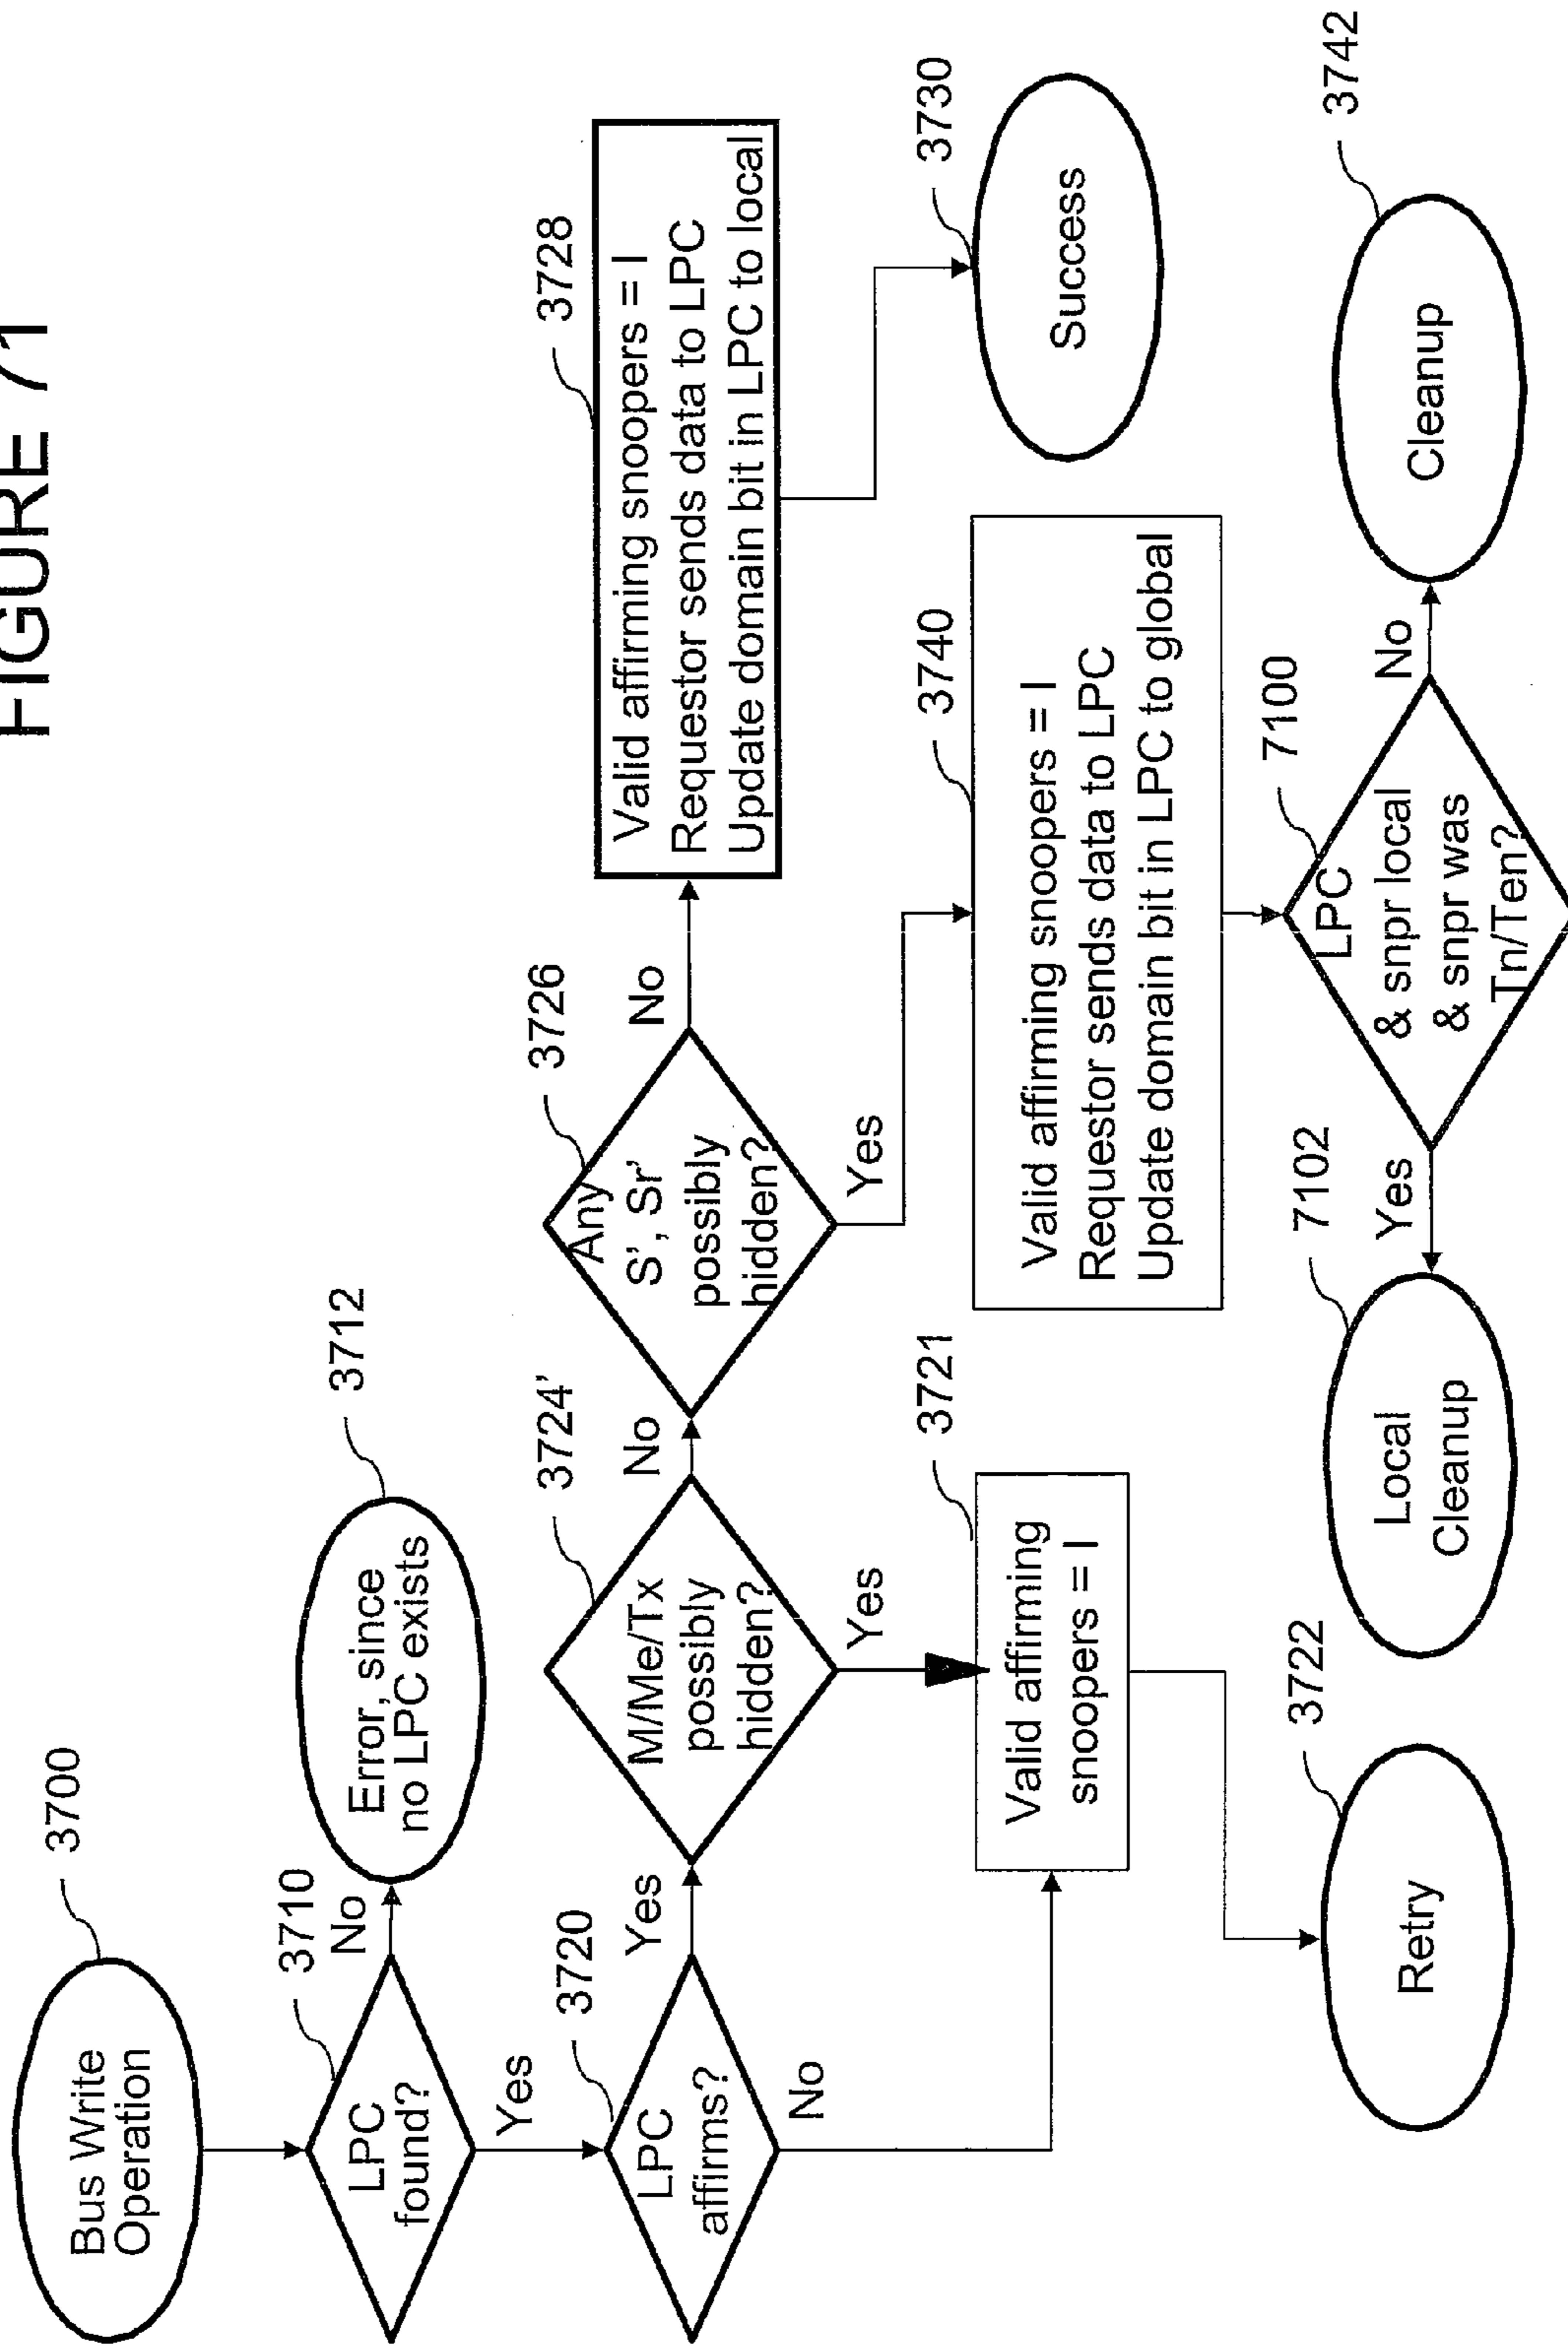 FIGURE 71
3700
Bus Write
Operation
3710
LPC
found?
No
3712
Error, since
no LPC exists
Yes
3720
LPC
affirms?
Yes
3724'
M/Me/Tx
possibly
hidden?
No
3726
Any
S', Sr'
possibly
hidden?
No
3728
Valid affirming snoopers = I
Requestor sends data to LPC
Update domain bit in LPC to local
3730
Success
No
Yes
3721
Valid affirming
snoopers = I
3722
Retry
Yes
3740
Valid affirming snoopers = I
Requestor sends data to LPC
Update domain bit in LPC to global
7100
LPC
& snpr local
& snpr was
Tn/Ten?
Yes
7102
Local
Cleanup
No
3742
Cleanup